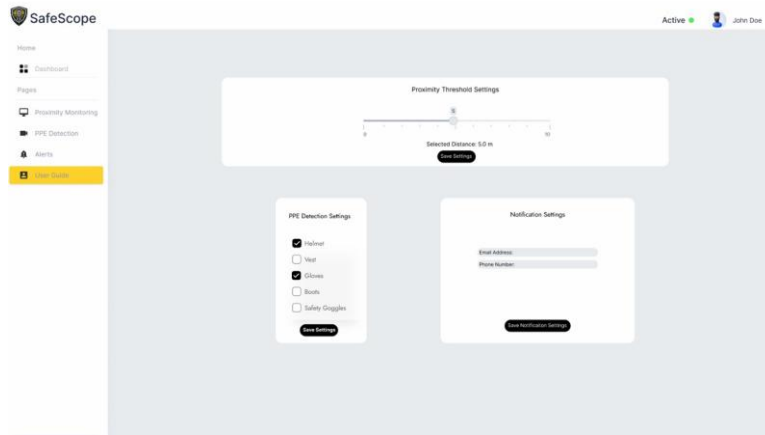 SafeScope
Active
John Doe
Home
Dashboard
Pages
Proximity Monitoring
PPE Detection
Alerts
User Guide
Proximity Threshold Settings
5
0
10
Selected Distance: 5.0 m
Save Settings
PPE Detection Settings
Helmet
Vest
Gloves
Boots
Safety Goggles
Save Settings
Notification Settings
Email Address:
Phone Number:
Save Notification Settings